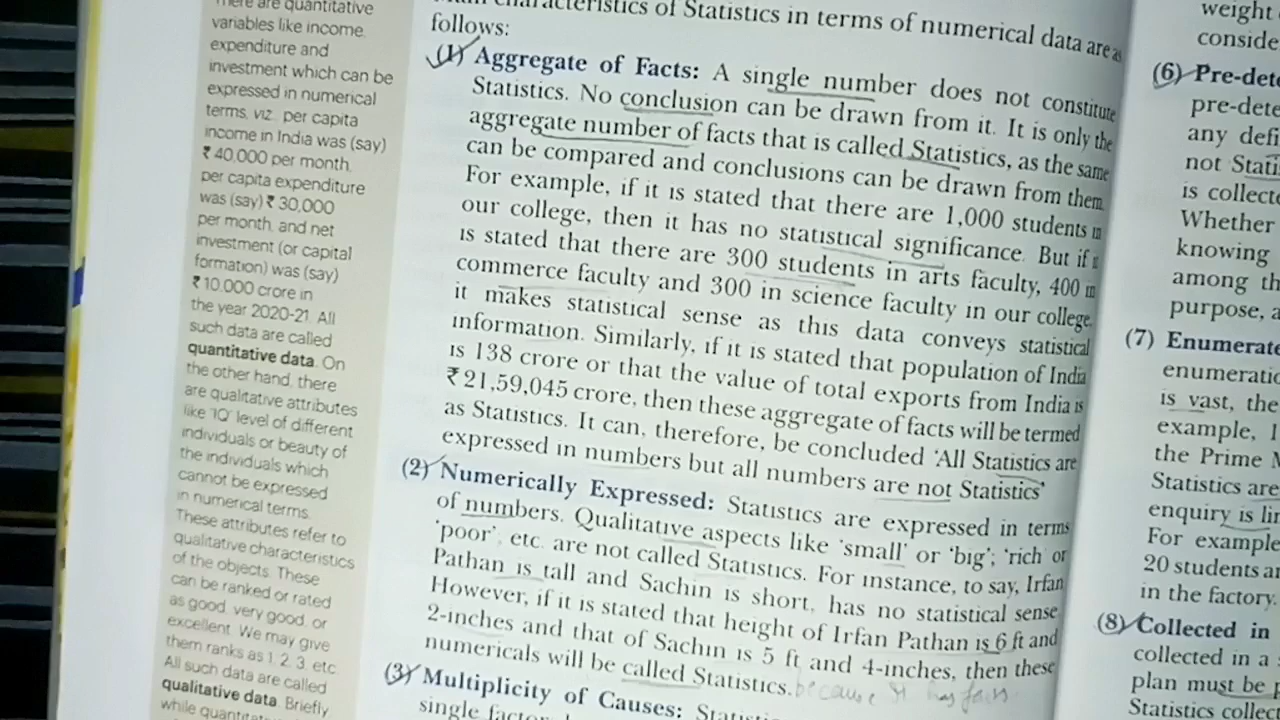 There are quantitative
variables like income,
expenditure and
investment which can be
expressed in numerical
terms, viz. per capita
income in India was (say)
₹ 40,000 per month,
per capita expenditure
was (say) ₹ 30,000
per month, and net
investment (or capital
formation) was (say)
₹ 10,000 crore in
the year 2020-21. All
such data are called
quantitative data. On
the other hand, there
are qualitative attributes
like 'IQ' level of different
individuals or beauty of
the individuals which
cannot be expressed
in numerical terms.
These attributes refer to
qualitative characteristics
of the objects. These
can be ranked or rated
as good, very good, or
excellent. We may give
them ranks as 1, 2, 3, etc.
All such data are called
qualitative data. Briefly
while
characteristics of Statistics in terms of numerical data are as
follows:
(1) Aggregate of Facts: A single number does not constitute
Statistics. No conclusion can be drawn from it. It is only the
aggregate number of facts that is called Statistics, as the same
can be compared and conclusions can be drawn from them.
For example, if it is stated that there are 1,000 students in
our college, then it has no statistical significance. But if it
is stated that there are 300 students in arts faculty, 400 in
commerce faculty and 300 in science faculty in our college,
it makes statistical sense as this data conveys statistical
information. Similarly, if it is stated that population of India
is 138 crore or that the value of total exports from India is
₹ 21,59,045 crore, then these aggregate of facts will be termed
as Statistics. It can, therefore, be concluded 'All Statistics are
expressed in numbers but all numbers are not Statistics'
(2) Numerically Expressed: Statistics are expressed in terms
of numbers. Qualitative aspects like 'small' or 'big'; 'rich or
'poor', etc. are not called Statistics. For instance, to say, Irfan
Pathan is tall and Sachin is short, has no statistical sense.
However, if it is stated that height of Irfan Pathan is 6 ft and
2-inches and that of Sachin is 5 ft and 4-inches, then these
numericals will be called Statistics. because it has
(3) Multiplicity of Causes:
single
weight
conside
(6) Pre-dete
pre-dete
any defi
not Stati
is collecte
Whether
knowing
among th
purpose, a
(7) Enumerate
enumeratio
is vast, the
example, 1
the Prime M
Statistics are
enquiry is lin
For example
20 students ar
in the factory.
(8) Collected in
collected in a
plan must be p
Statistics collect